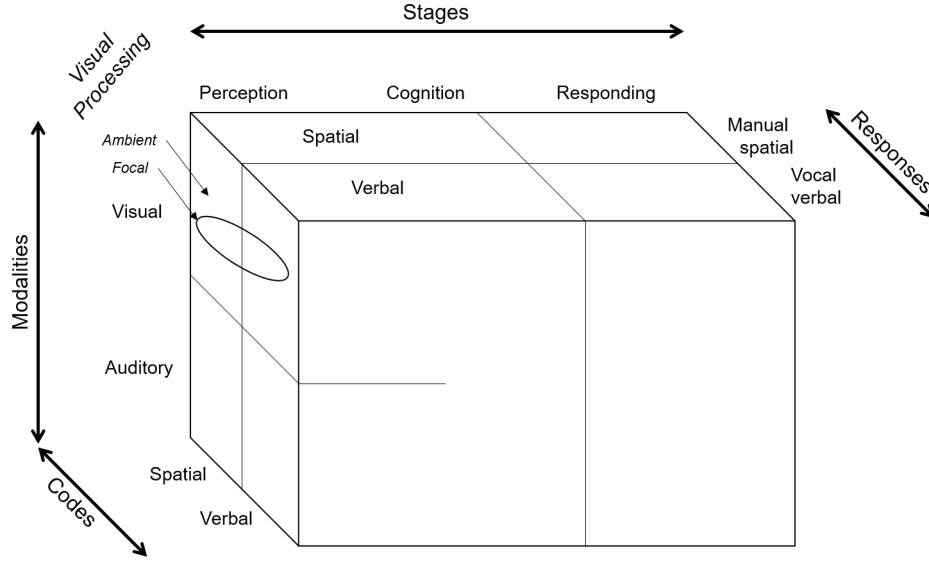 Stages
Visual
Processing
Perception
Cognition
Responding
Ambient
Spatial
Manual
spatial
Responses
Focal
Verbal
Vocal
verbal
Visual
Modalities
Auditory
Spatial
Codes
Verbal